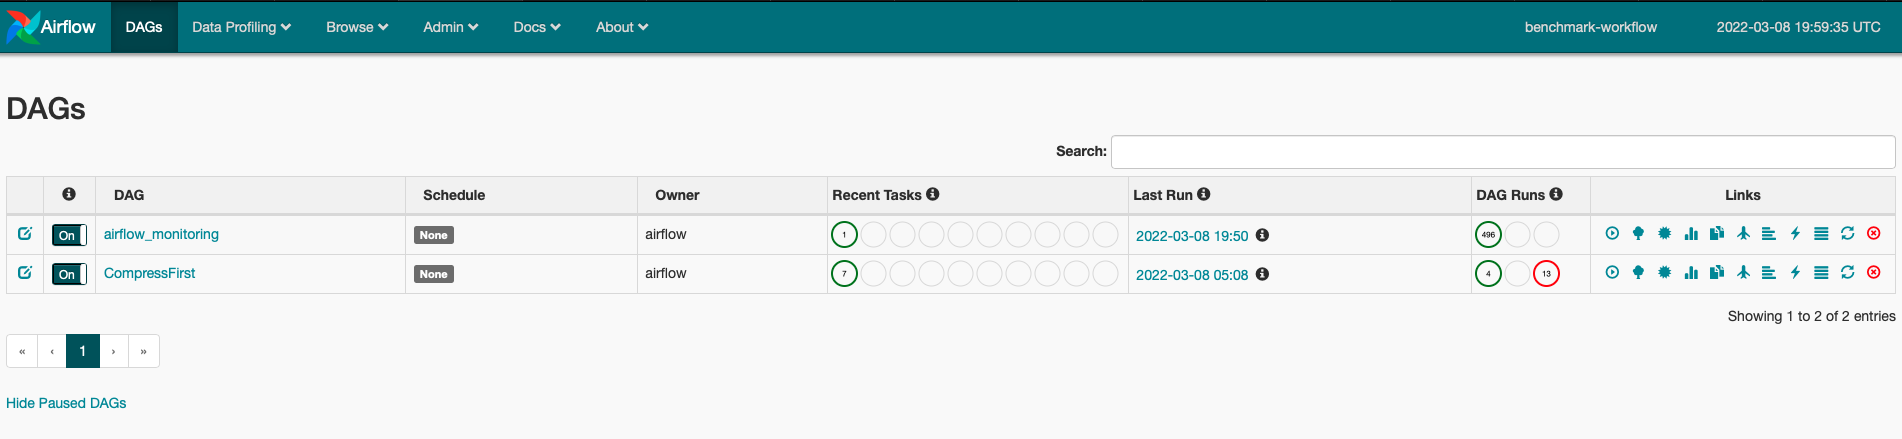 Airflow DAGs Data Profiling Browse Admin Docs About benchmark-workflow 2022-03-08 19:59:35 UTC
DAGs
Search:
DAG Schedule Owner Recent Tasks Last Run DAG Runs Links
On airflow_monitoring None airflow 1 2022-03-08 19:50 496
On CompressFirst None airflow 7 2022-03-08 05:08 4 13
Showing 1 to 2 of 2 entries
« ‹ 1 › »
Hide Paused DAGs